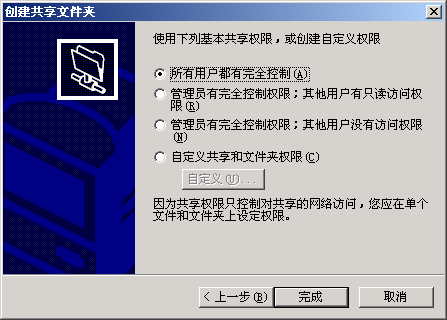 创建共享文件夹
使用下列基本共享权限，或创建自定义权限
所有用户都有完全控制(A)
管理员有完全控制权限；其他用户有只读访问权
限(R)
管理员有完全控制权限；其他用户没有访问权限
(N)
自定义共享和文件夹权限(C)
自定义(U)...
因为共享权限只控制对共享的网络访问，您应在单个
文件和文件夹上设定权限。
< 上一步(B)
完成
取消